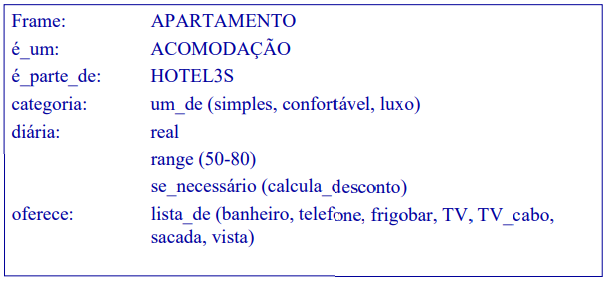 Frame: APARTAMENTO
é_um: ACOMODAÇÃO
é_parte_de: HOTEL3S
categoria: um_de (simples, confortável, luxo)
diária: real
range (50-80)
se_necessário (calcula_desconto)
oferece: lista_de (banheiro, telefone, frigobar, TV, TV_cabo,
sacada, vista)